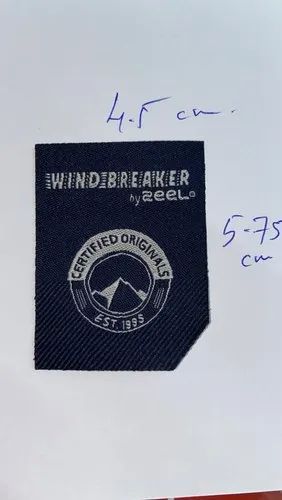 4.5 cm.
WINDBREAKER
by zeel®
5.75
cm
CERTIFIED ORIGINALS
EST. 1995